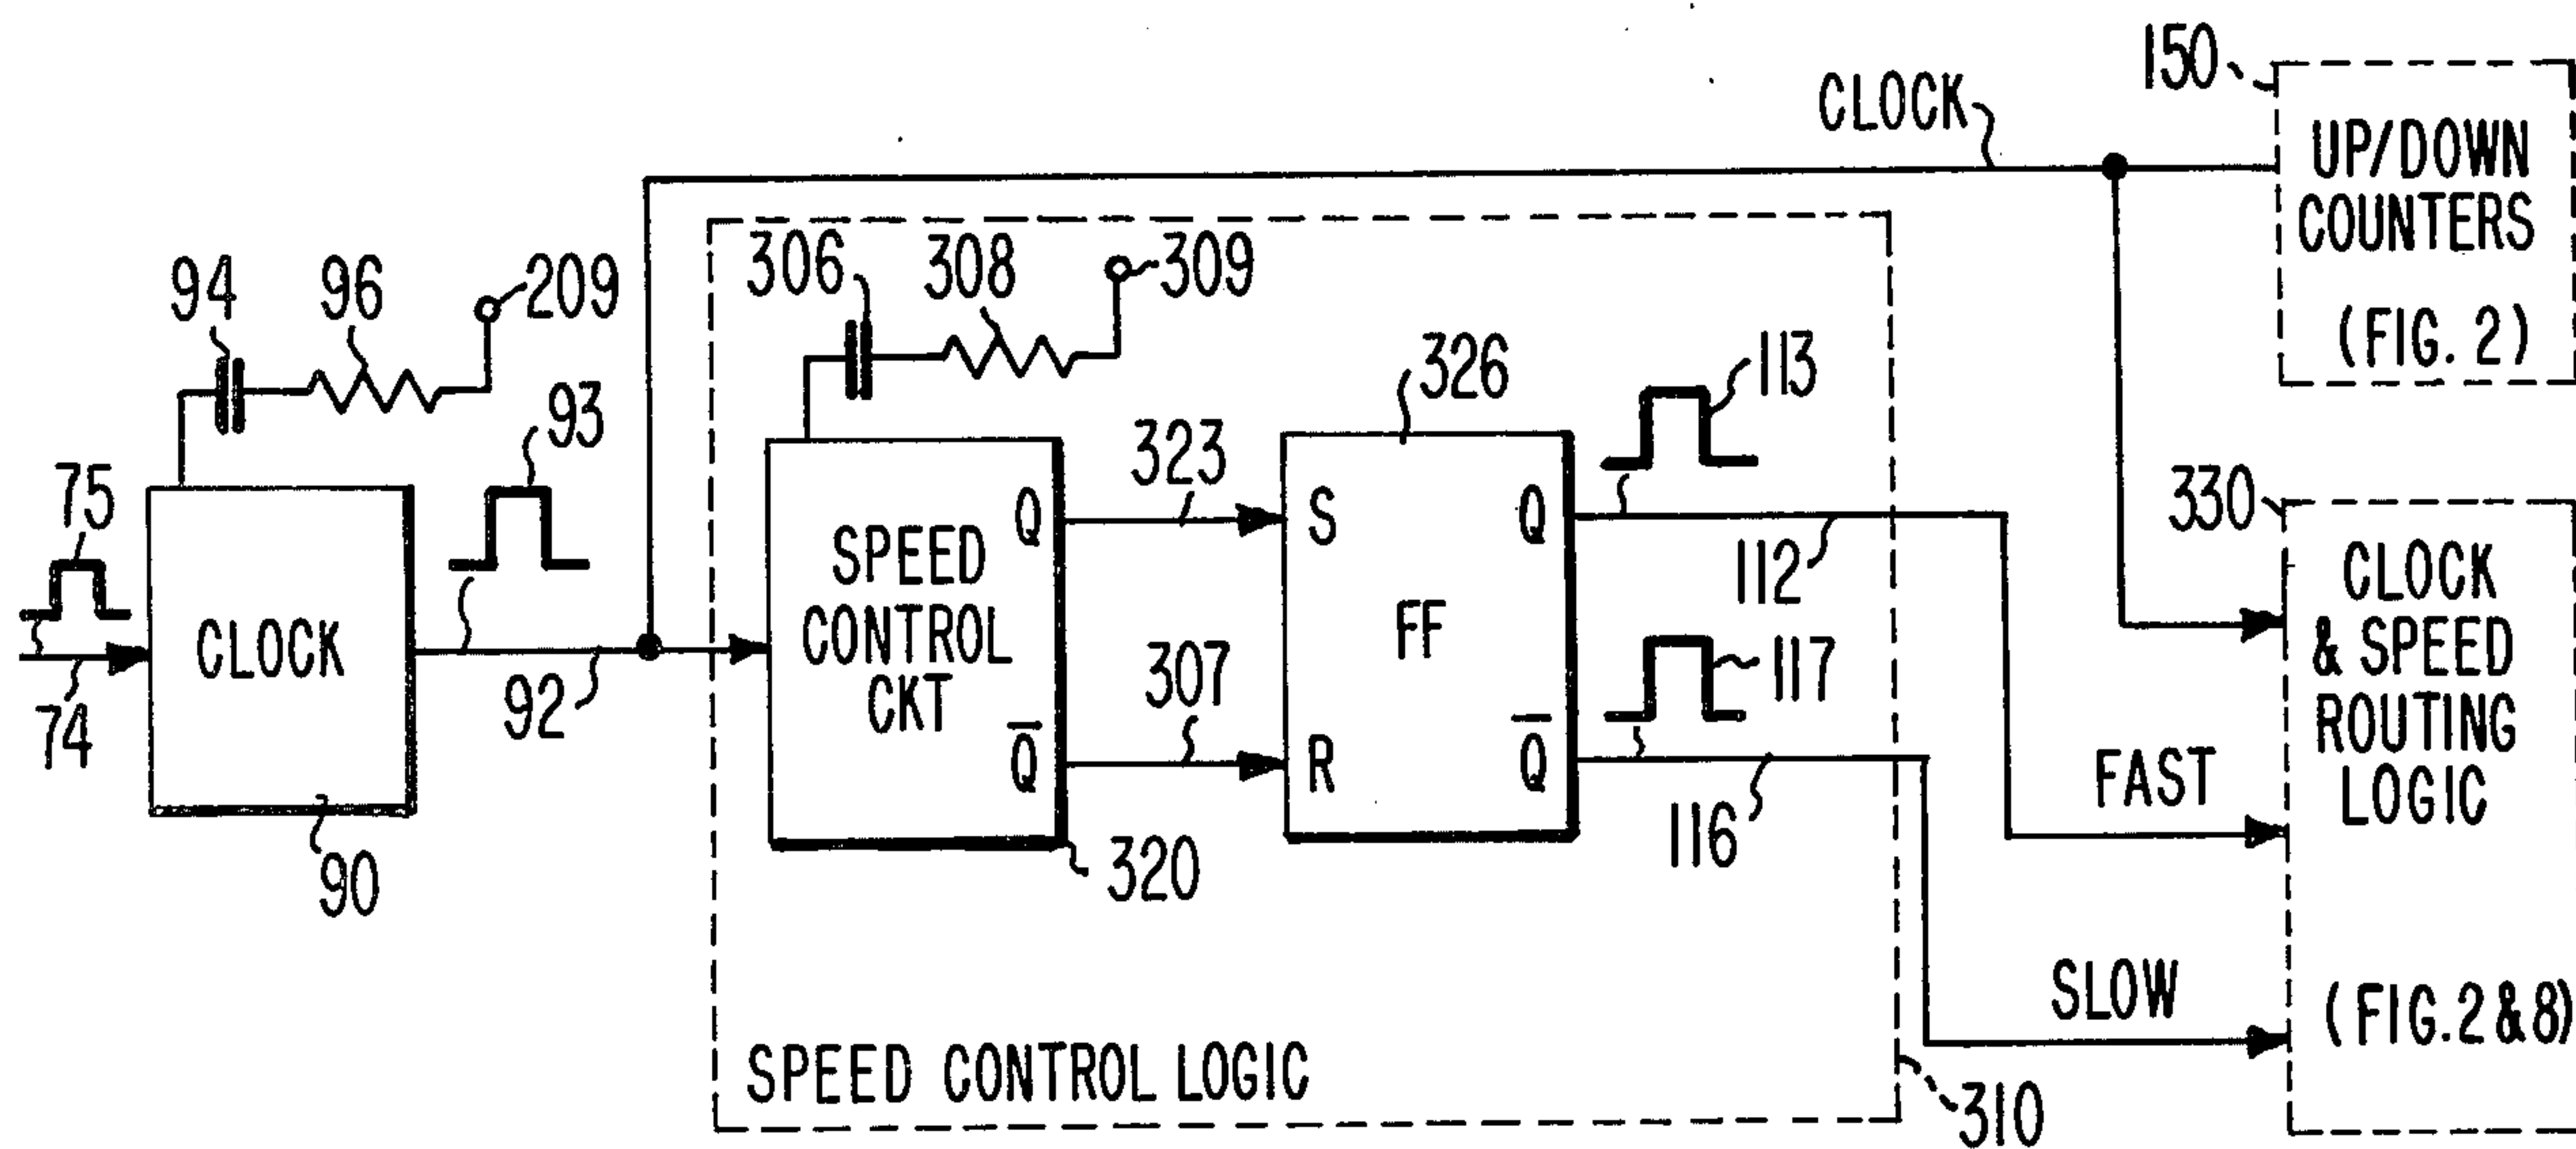 150
CLOCK
UP/DOWN
COUNTERS
(FIG. 2)
94
96
209
306
308
309
93
75
74
CLOCK
90
92
SPEED
CONTROL
CKT
Q
Q̅
323
307
320
326
S
R
FF
Q
Q̅
113
112
117
116
330
CLOCK
& SPEED
ROUTING
LOGIC
(FIG. 2 & 8)
FAST
SLOW
SPEED CONTROL LOGIC
310